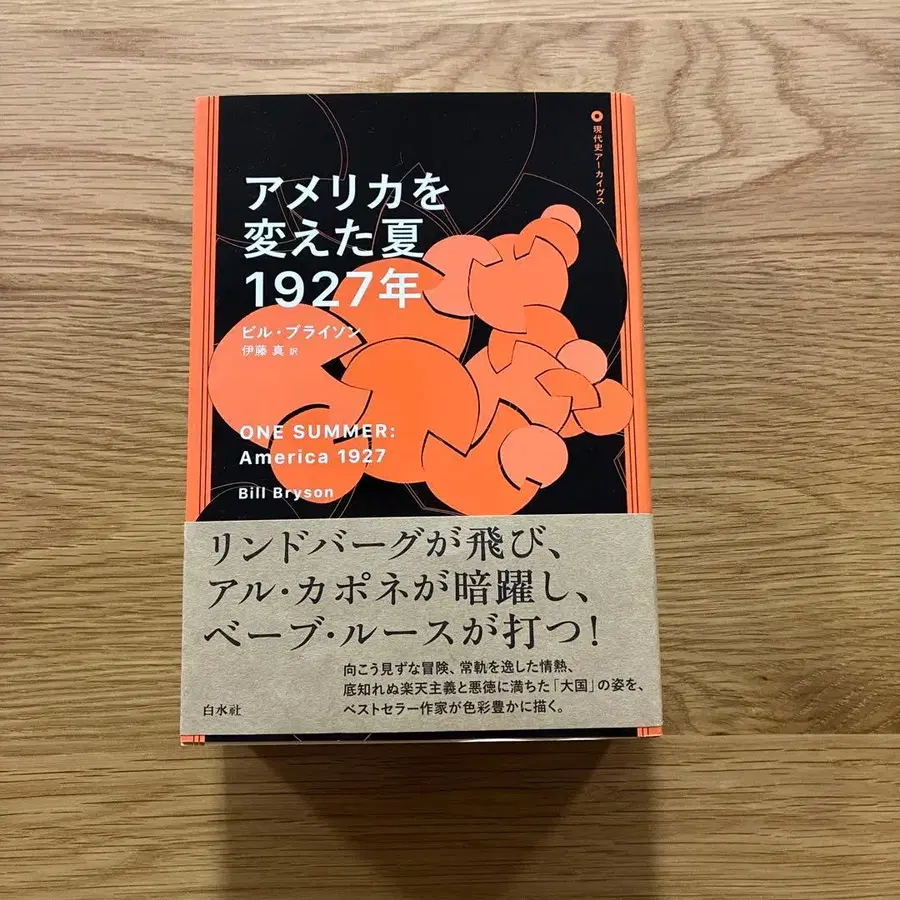 現代史アーカイヴス
アメリカを
変えた夏
1927年
ビル・ブライソン
伊藤 真 訳
ONE SUMMER:
America 1927
Bill Bryson
リンドバーグが飛び、
アル・カポネが暗躍し、
ベーブ・ルースが打つ!
向こう見ずな冒険、常軌を逸した情熱、
底知れぬ楽天主義と悪徳に満ちた「大国」の姿を、
ベストセラー作家が色彩豊かに描く。
白水社